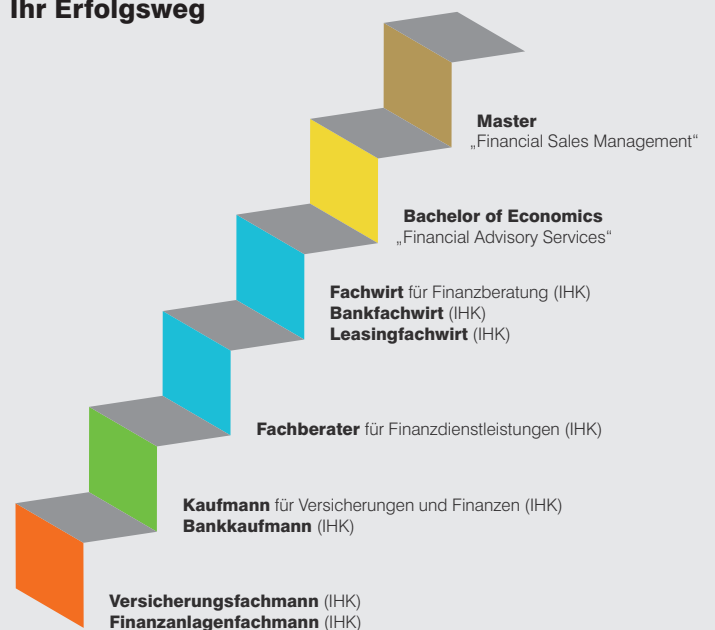 Ihr Erfolgsweg
Master
„Financial Sales Management“
Bachelor of Economics
„Financial Advisory Services“
Fachwirt für Finanzberatung (IHK)
Bankfachwirt (IHK)
Leasingfachwirt (IHK)
Fachberater für Finanzdienstleistungen (IHK)
Kaufmann für Versicherungen und Finanzen (IHK)
Bankkaufmann (IHK)
Versicherungsfachmann (IHK)
Finanzanlagenfachmann (IHK)